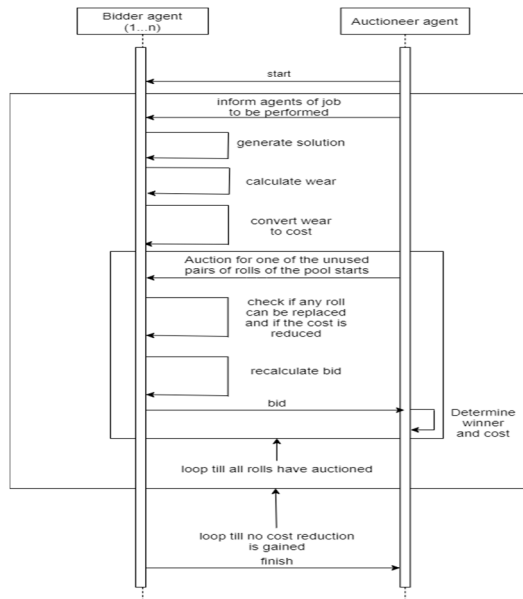 Bidder agent
(1...n)
Auctioneer agent
start
inform agents of job
to be performed
generate solution
calculate wear
convert wear
to cost
Auction for one of the unused
pairs of rolls of the pool starts
check if any roll
can be replaced
and if the cost is
reduced
recalculate bid
bid
Determine
winner
and cost
loop till all rolls have auctioned
loop till no cost reduction
is gained
finish